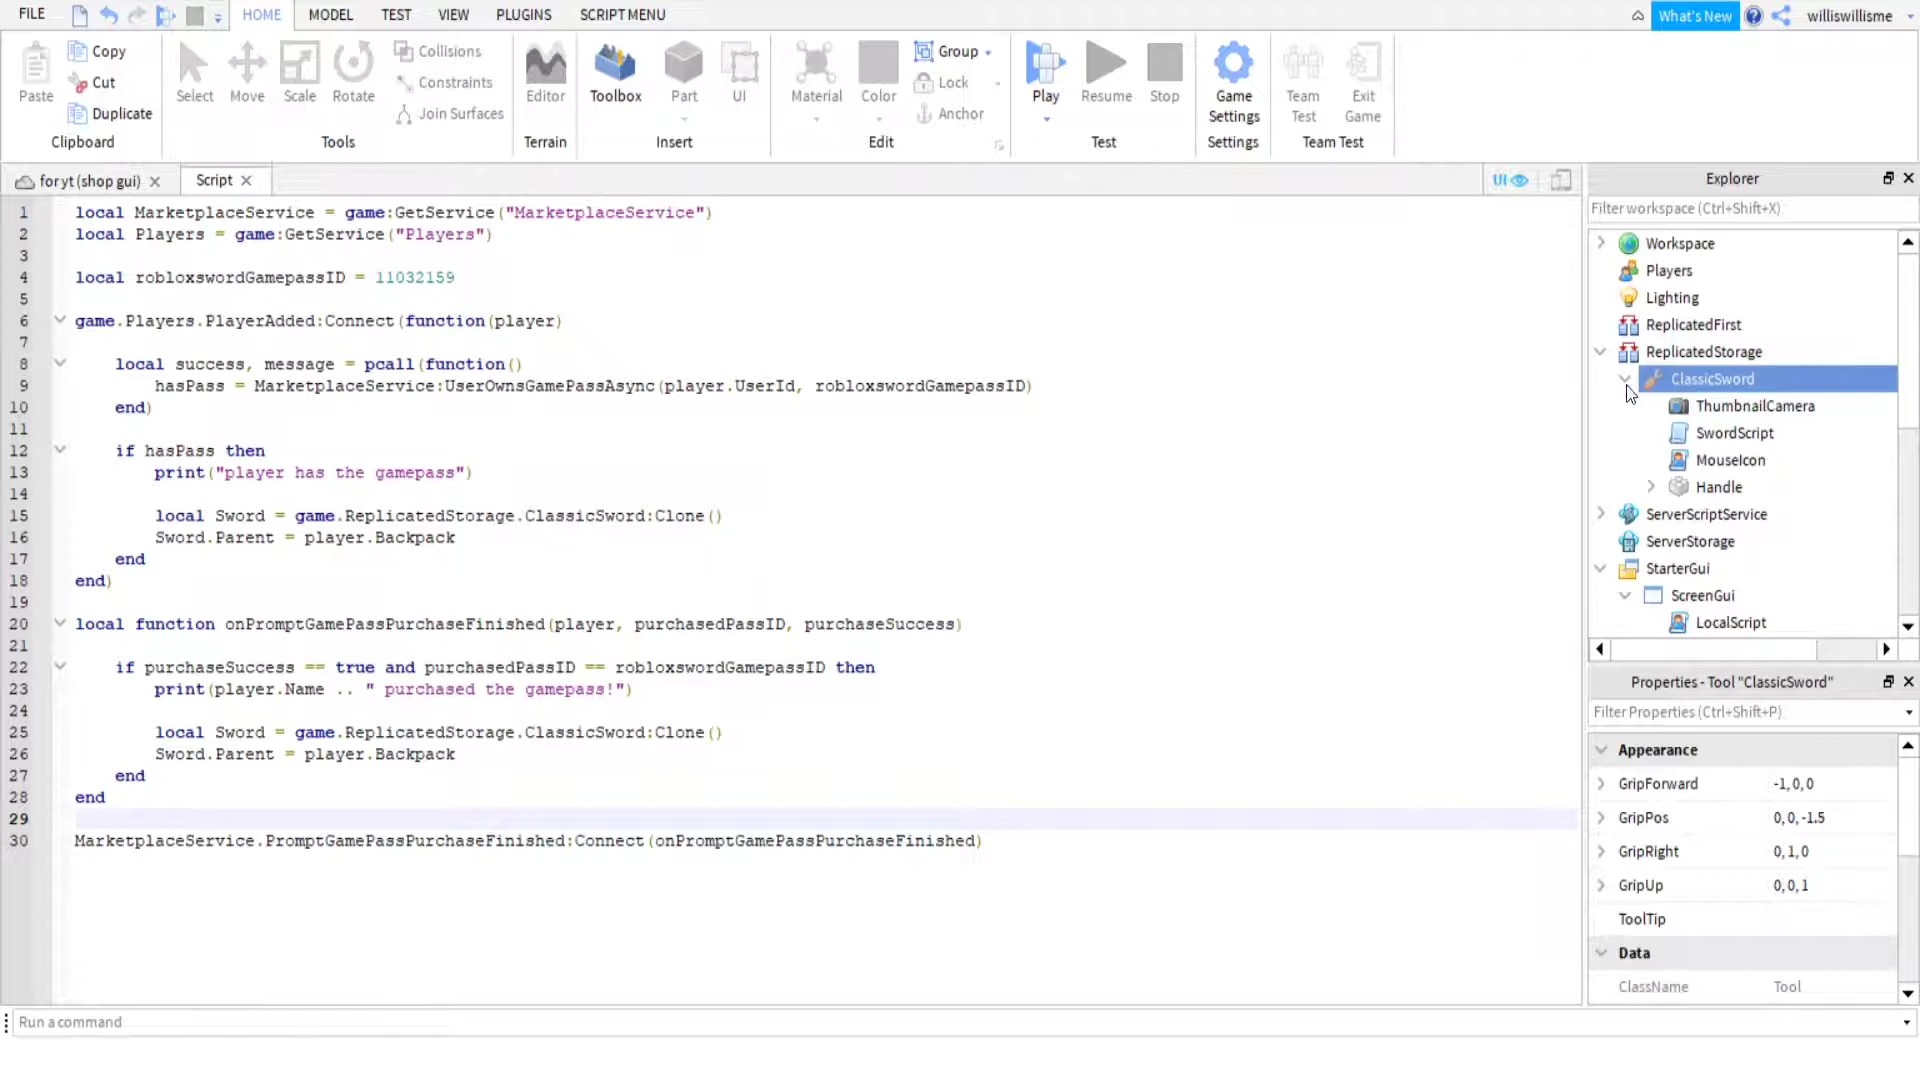 FILE
HOME
MODEL
TEST
VIEW
PLUGINS
SCRIPT MENU
What's New
williswillisme
Paste
Copy
Cut
Duplicate
Clipboard
Select
Move
Scale
Rotate
Collisions
Constraints
Join Surfaces
Tools
Editor
Terrain
Toolbox
Part
UI
Insert
Material
Color
Group
Lock
Anchor
Edit
Play
Resume
Stop
Test
Game
Settings
Settings
Team
Test
Exit
Game
Team Test
for yt (shop gui)
Script
UI
1 local MarketplaceService = game:GetService("MarketplaceService")
2 local Players = game:GetService("Players")
3
4 local robloxswordGamepassID = 11032159
5
6 game.Players.PlayerAdded:Connect(function(player)
7
8 local success, message = pcall(function()
9 hasPass = MarketplaceService:UserOwnsGamePassAsync(player.UserId, robloxswordGamepassID)
10 end)
11
12 if hasPass then
13 print("player has the gamepass")
14
15 local Sword = game.ReplicatedStorage.ClassicSword:Clone()
16 Sword.Parent = player.Backpack
17 end
18 end)
19
20 local function onPromptGamePassPurchaseFinished(player, purchasedPassID, purchaseSuccess)
21
22 if purchaseSuccess == true and purchasedPassID == robloxswordGamepassID then
23 print(player.Name .. " purchased the gamepass!")
24
25 local Sword = game.ReplicatedStorage.ClassicSword:Clone()
26 Sword.Parent = player.Backpack
27 end
28 end
29
30 MarketplaceService.PromptGamePassPurchaseFinished:Connect(onPromptGamePassPurchaseFinished)
Explorer
Filter workspace (Ctrl+Shift+X)
Workspace
Players
Lighting
ReplicatedFirst
ReplicatedStorage
ClassicSword
ThumbnailCamera
SwordScript
MouseIcon
Handle
ServerScriptService
ServerStorage
StarterGui
ScreenGui
LocalScript
Properties - Tool "ClassicSword"
Filter Properties (Ctrl+Shift+P)
Appearance
GripForward -1, 0, 0
GripPos 0, 0, -1.5
GripRight 0, 1, 0
GripUp 0, 0, 1
ToolTip
Data
ClassName Tool
Run a command